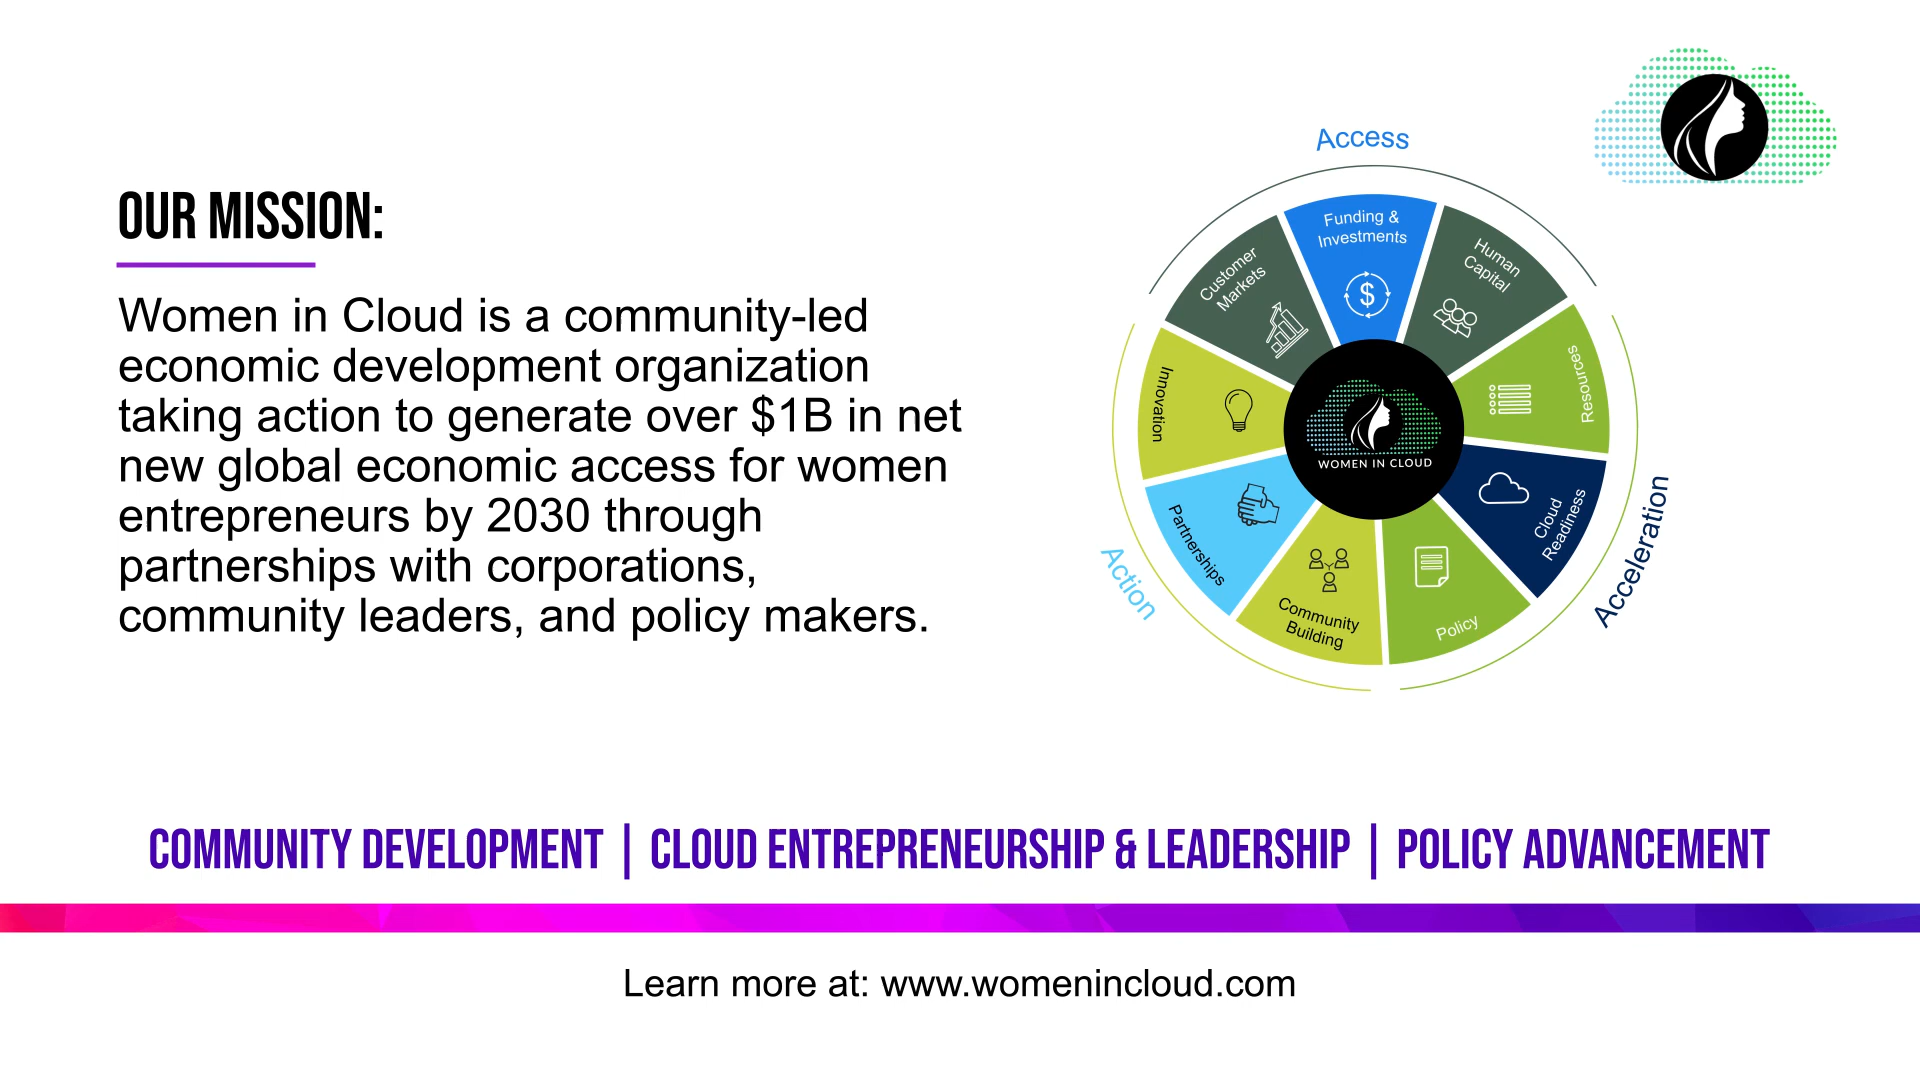 OUR MISSION:
Women in Cloud is a community-led
economic development organization
taking action to generate over $1B in net
new global economic access for women
entrepreneurs by 2030 through
partnerships with corporations,
community leaders, and policy makers.
Access
Funding &
Investments
Human
Capital
Resources
Cloud
Readiness
Acceleration
Policy
Community
Building
Partnerships
Action
Innovation
Customer
Markets
$
WOMEN IN CLOUD
COMMUNITY DEVELOPMENT | CLOUD ENTREPRENEURSHIP & LEADERSHIP | POLICY ADVANCEMENT
Learn more at: www.womenincloud.com